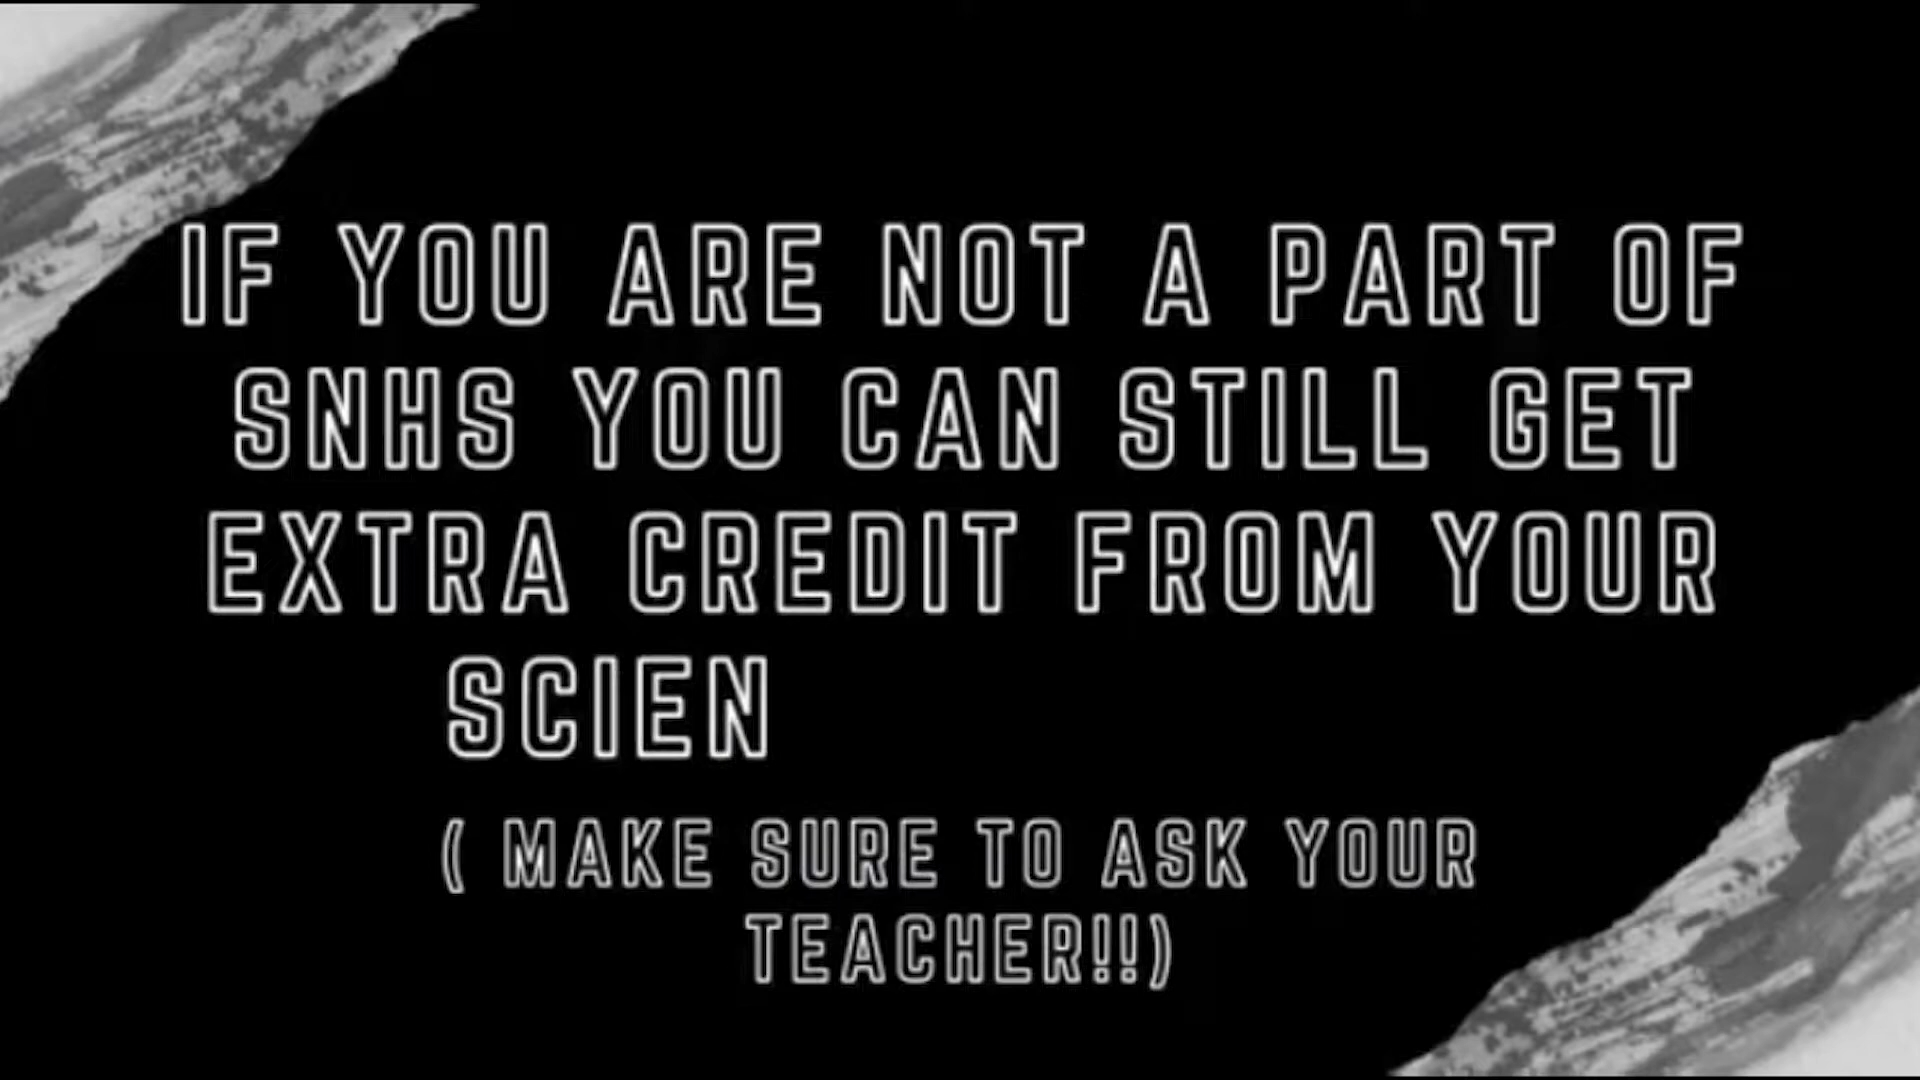 IF YOU ARE NOT A PART OF
SNHS YOU CAN STILL GET
EXTRA CREDIT FROM YOUR
SCIEN
( MAKE SURE TO ASK YOUR
TEACHER!!)